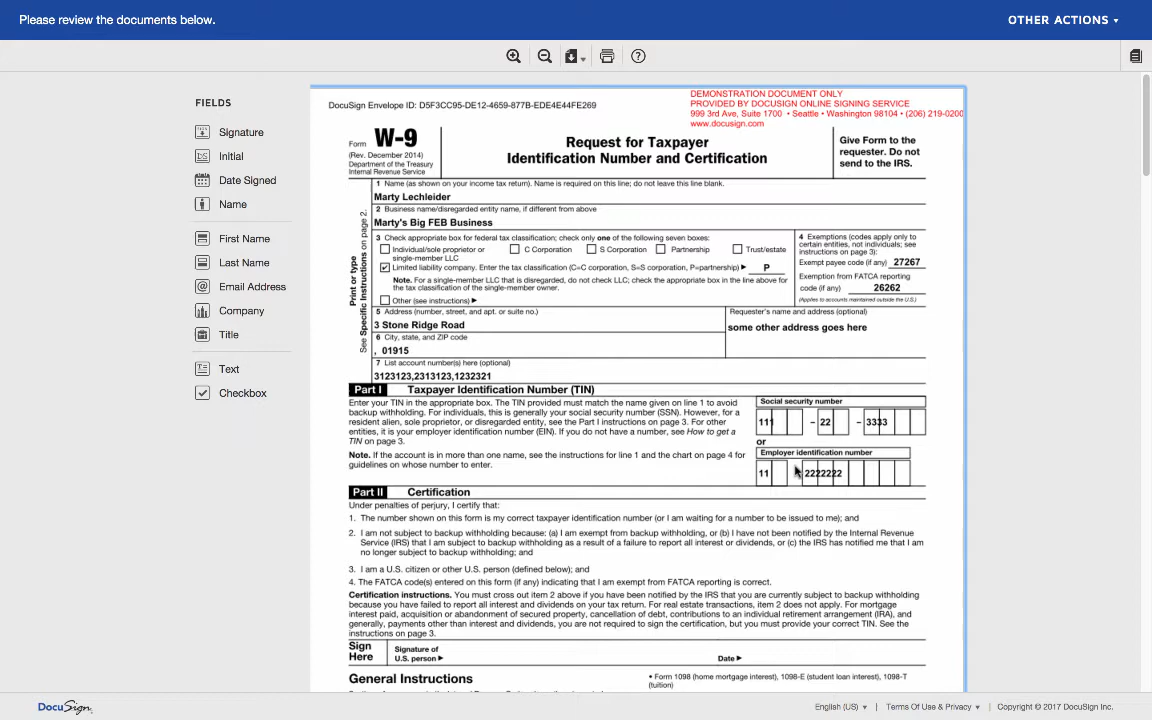 Please review the documents below.
OTHER ACTIONS
FIELDS
Signature
DS
Initial
Date Signed
Name
First Name
Last Name
Email Address
Company
Title
Text
Checkbox
DocuSign Envelope ID: D5F3CC95-DE12-4659-877B-EDE4E44FE269
DEMONSTRATION DOCUMENT ONLY
PROVIDED BY DOCUSIGN ONLINE SIGNING SERVICE
999 3rd Ave, Suite 1700 • Seattle • Washington 98104 • (206) 219-0200
www.docusign.com
Form W-9
(Rev. December 2014)
Department of the Treasury
Internal Revenue Service
Request for Taxpayer
Identification Number and Certification
Give Form to the
requester. Do not
send to the IRS.
Print or type
See Specific Instructions on page 2.
1 Name (as shown on your income tax return). Name is required on this line; do not leave this line blank.
Marty Lechleider
2 Business name/disregarded entity name, if different from above
Marty's Big FEB Business
3 Check appropriate box for federal tax classification; check only one of the following seven boxes:
Individual/sole proprietor or
single-member LLC
C Corporation
S Corporation
Partnership
Trust/estate
Limited liability company. Enter the tax classification (C=C corporation, S=S corporation, P=partnership) ▶ P
Note. For a single-member LLC that is disregarded, do not check LLC; check the appropriate box in the line above for
the tax classification of the single-member owner.
Other (see instructions) ▶
4 Exemptions (codes apply only to
certain entities, not individuals; see
instructions on page 3):
Exempt payee code (if any) 27267
Exemption from FATCA reporting
code (if any) 26262
(Applies to accounts maintained outside the U.S.)
5 Address (number, street, and apt. or suite no.)
3 Stone Ridge Road
Requester's name and address (optional)
some other address goes here
6 City, state, and ZIP code
, 01915
7 List account number(s) here (optional)
3123123,2313123,1232321
Part I Taxpayer Identification Number (TIN)
Enter your TIN in the appropriate box. The TIN provided must match the name given on line 1 to avoid
backup withholding. For individuals, this is generally your social security number (SSN). However, for a
resident alien, sole proprietor, or disregarded entity, see the Part I instructions on page 3. For other
entities, it is your employer identification number (EIN). If you do not have a number, see How to get a
TIN on page 3.
Note. If the account is in more than one name, see the instructions for line 1 and the chart on page 4 for
guidelines on whose number to enter.
Social security number
111 – 22 – 3333
or
Employer identification number
11 2222222
Part II Certification
Under penalties of perjury, I certify that:
1. The number shown on this form is my correct taxpayer identification number (or I am waiting for a number to be issued to me); and
2. I am not subject to backup withholding because: (a) I am exempt from backup withholding, or (b) I have not been notified by the Internal Revenue
Service (IRS) that I am subject to backup withholding as a result of a failure to report all interest or dividends, or (c) the IRS has notified me that I am
no longer subject to backup withholding; and
3. I am a U.S. citizen or other U.S. person (defined below); and
4. The FATCA code(s) entered on this form (if any) indicating that I am exempt from FATCA reporting is correct.
Certification instructions. You must cross out item 2 above if you have been notified by the IRS that you are currently subject to backup withholding
because you have failed to report all interest and dividends on your tax return. For real estate transactions, item 2 does not apply. For mortgage
interest paid, acquisition or abandonment of secured property, cancellation of debt, contributions to an individual retirement arrangement (IRA), and
generally, payments other than interest and dividends, you are not required to sign the certification, but you must provide your correct TIN. See the
instructions on page 3.
Sign
Here
Signature of
U.S. person ▶
Date ▶
General Instructions
• Form 1098 (home mortgage interest), 1098-E (student loan interest), 1098-T
(tuition)
DocuSign
English (US)
Terms Of Use & Privacy
Copyright © 2017 DocuSign Inc.